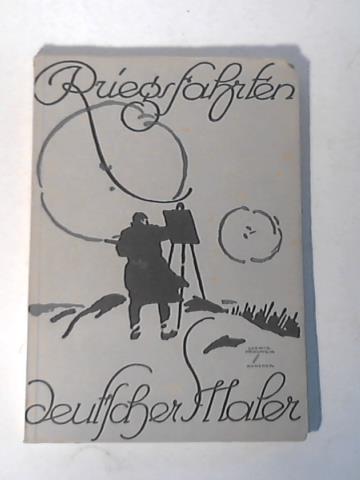 Kriegsfahrten
deutscher Maler